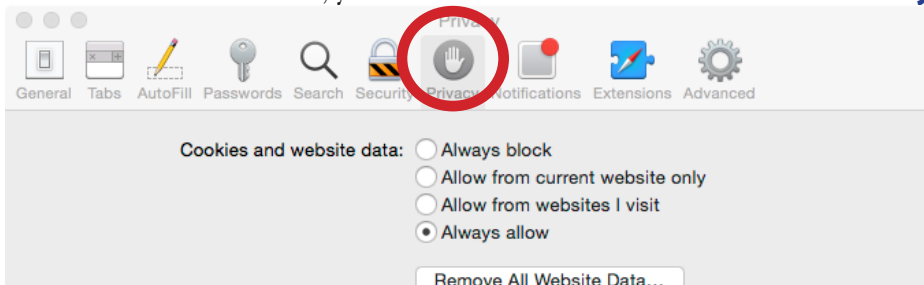 Privacy
General Tabs AutoFill Passwords Search Security Privacy Notifications Extensions Advanced
Cookies and website data: Always block
Allow from current website only
Allow from websites I visit
Always allow
Remove All Website Data...